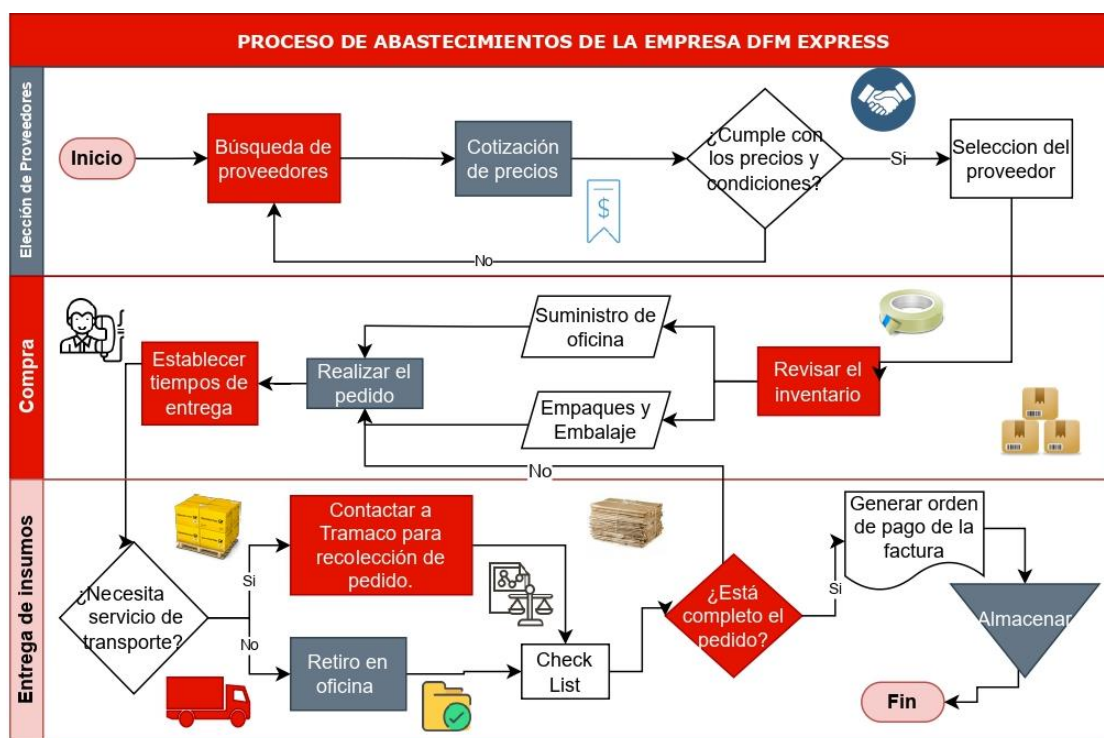 PROCESO DE ABASTECIMIENTOS DE LA EMPRESA DFM EXPRESS
Elección de Proveedores
Inicio
Búsqueda de
proveedores
Cotización
de precios
¿Cumple con
los precios y
condiciones?
Si
Seleccion del
proveedor
No
Compra
Establecer
tiempos de
entrega
Realizar el
pedido
Suministro de
oficina
Empaques y
Embalaje
Revisar el
inventario
No
Entrega de insumos
¿Necesita
servicio de
transporte?
Si
No
Contactar a
Tramaco para
recolección de
pedido.
Retiro en
oficina
Check
List
¿Está
completo el
pedido?
Si
Generar orden
de pago de la
factura
Almacenar
Fin